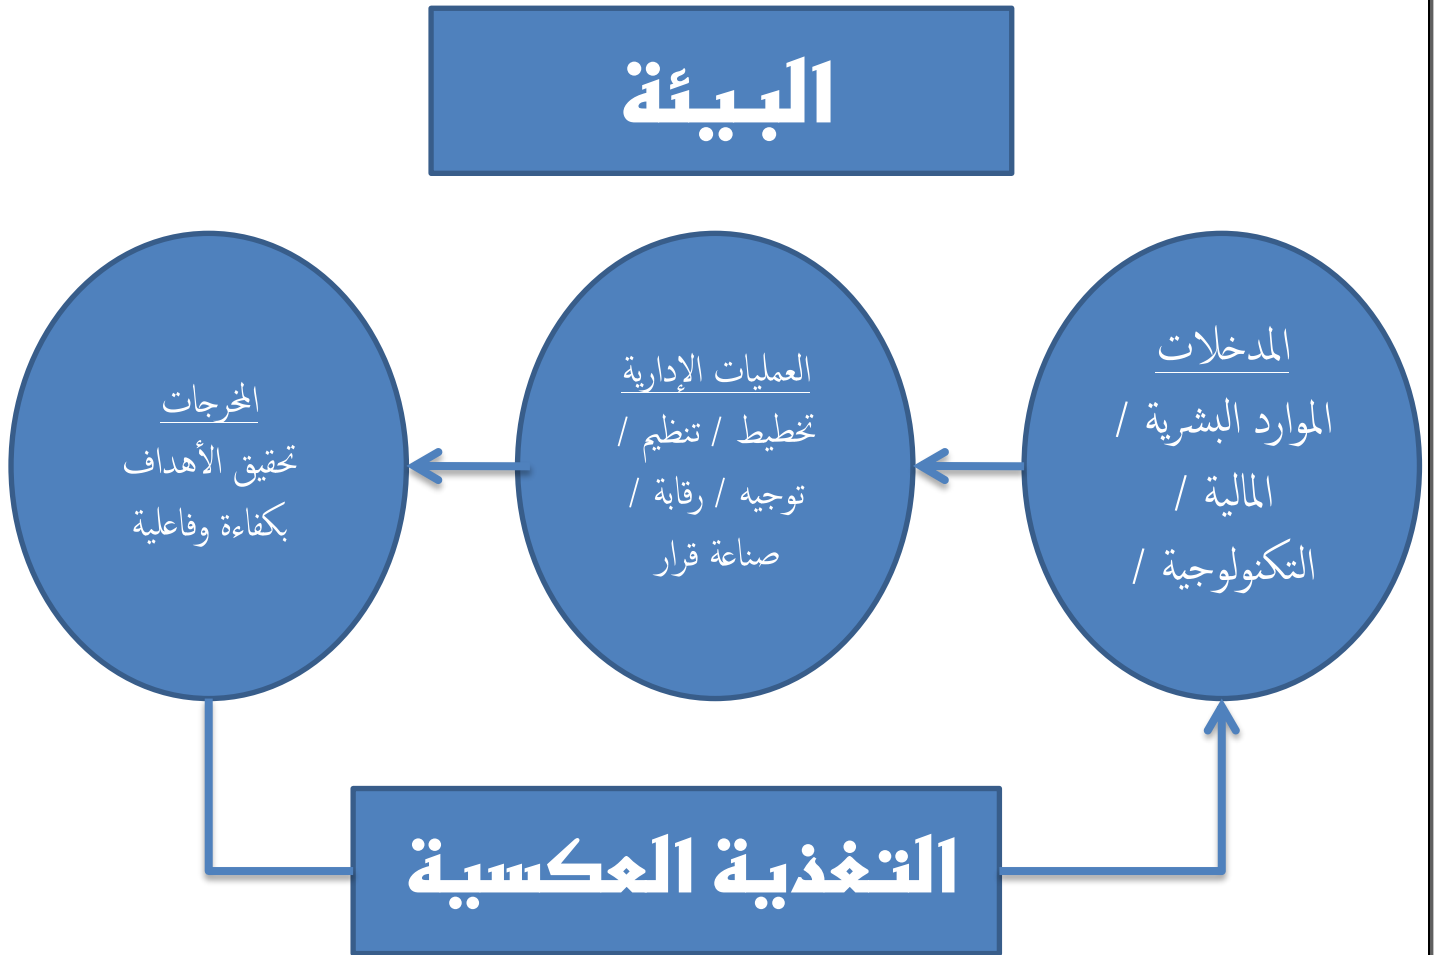 البيئة
المدخلات
الموارد البشرية /
المالية /
التكنولوجية /
العمليات الإدارية
تخطيط / تنظيم /
توجيه / رقابة /
صناعة قرار
المخرجات
تحقيق الأهداف
بكفاءة وفاعلية
التغذية العكسية